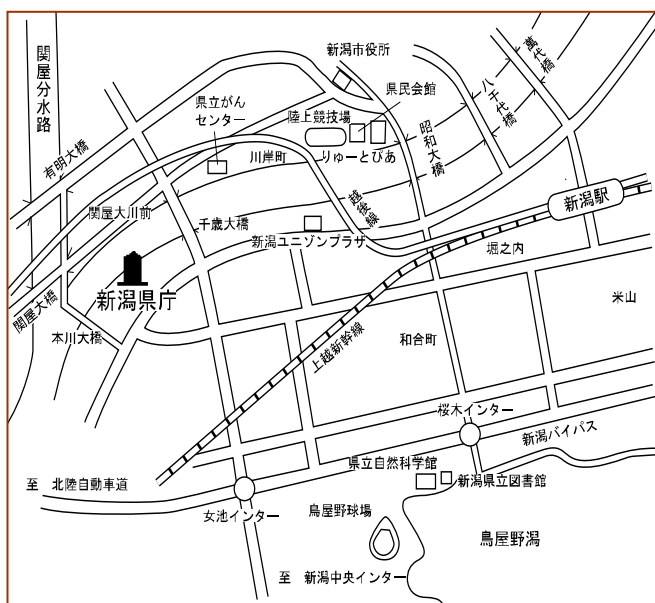 関屋分水路
新潟市役所
萬代橋
八千代橋
県民会館
県立がん
センター
陸上競技場
昭和大橋
有明大橋
川岸町
りゅーとぴあ
越後線
新潟駅
関屋大川前
千歳大橋
新潟ユニゾンプラザ
堀之内
新潟県庁
関屋大橋
米山
本川大橋
上越新幹線
和合町
桜木インター
新潟バイパス
県立自然科学館
新潟県立図書館
至 北陸自動車道
女池インター
鳥屋野球場
鳥屋野潟
至 新潟中央インター